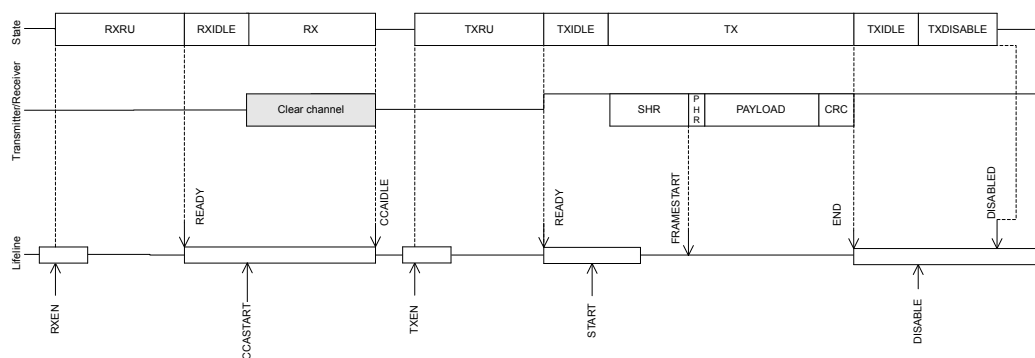 State
RXRU
RXIDLE
RX
TXRU
TXIDLE
TX
TXIDLE
TXDISABLE
Transmitter/Receiver
Clear channel
SHR
P
H
R
PAYLOAD
CRC
READY
CCAIDLE
READY
FRAMESTART
END
DISABLED
Lifeline
RXEN
CCASTART
TXEN
START
DISABLE